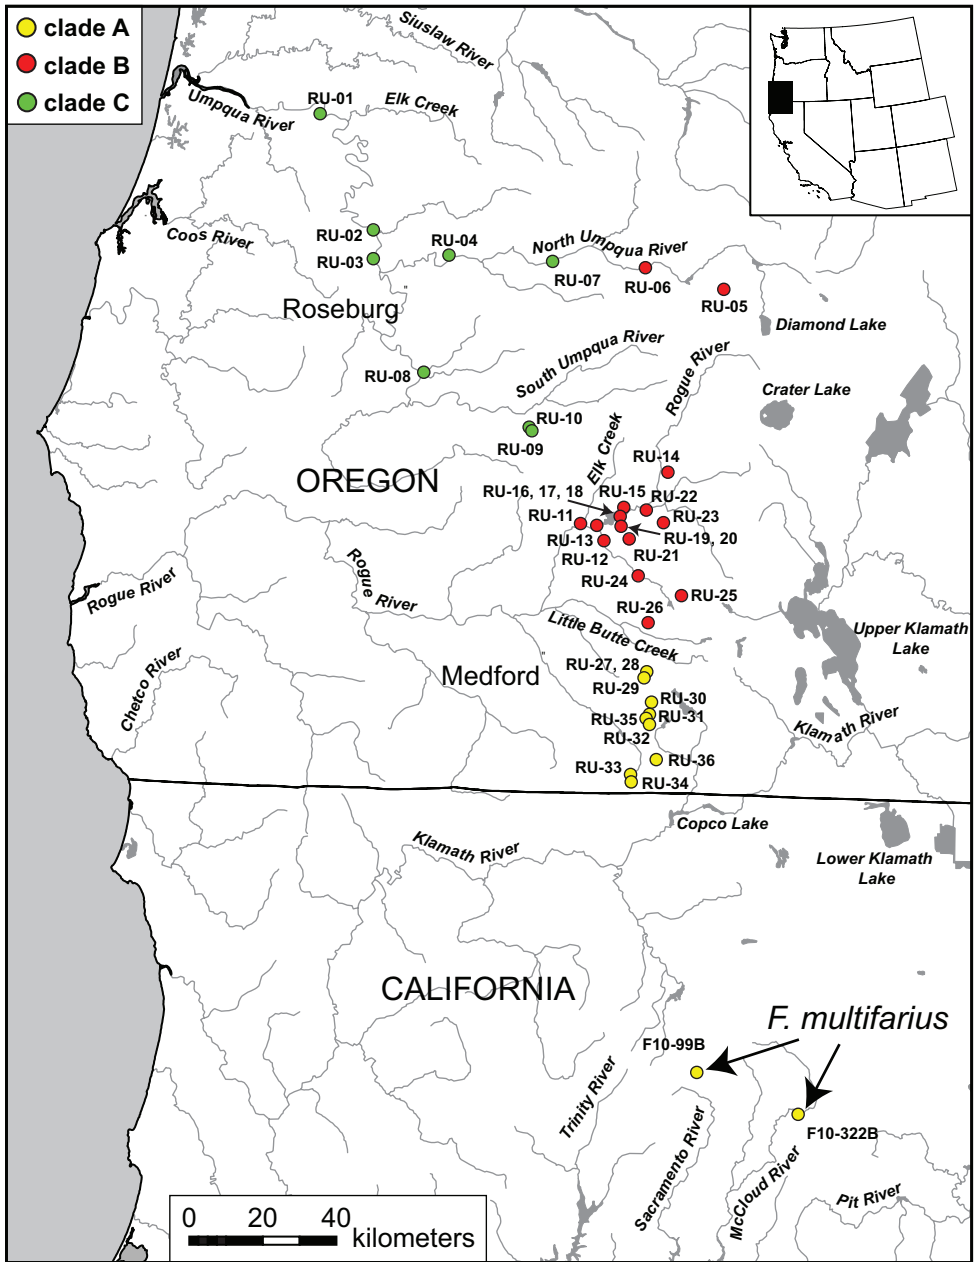 clade A
clade B
clade C
Siuslaw River
Umpqua River
RU-01
Elk Creek
Coos River
RU-02
RU-03
RU-04
North Umpqua River
RU-07
RU-06
RU-05
Roseburg
Diamond Lake
South Umpqua River
Rogue River
RU-08
Crater Lake
RU-10
RU-09
Elk Creek
OREGON
RU-14
RU-16, 17, 18
RU-15
RU-22
RU-11
RU-23
RU-13
RU-19, 20
RU-12
RU-21
Rogue
River
Rogue River
RU-24
RU-25
RU-26
Little Butte Creek
Upper Klamath
Lake
Chetco River
Medford
RU-27, 28
RU-29
RU-30
RU-35
RU-31
RU-32
Klamath River
RU-36
RU-33
RU-34
Copco Lake
Klamath River
Lower Klamath
Lake
CALIFORNIA
F. multifarius
F10-99B
Trinity River
F10-322B
Sacramento River
McCloud River
Pit River
0 20 40
kilometers